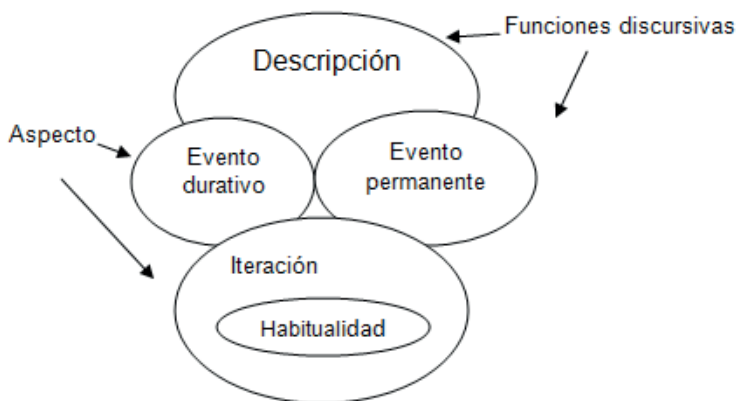 Funciones discursivas
Descripción
Aspecto
Evento
durativo
Evento
permanente
Iteración
Habitualidad